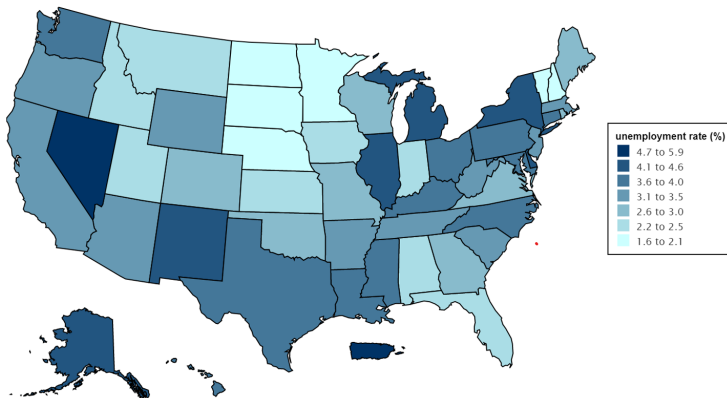 unemployment rate (%)
4.7 to 5.9
4.1 to 4.6
3.6 to 4.0
3.1 to 3.5
2.6 to 3.0
2.2 to 2.5
1.6 to 2.1